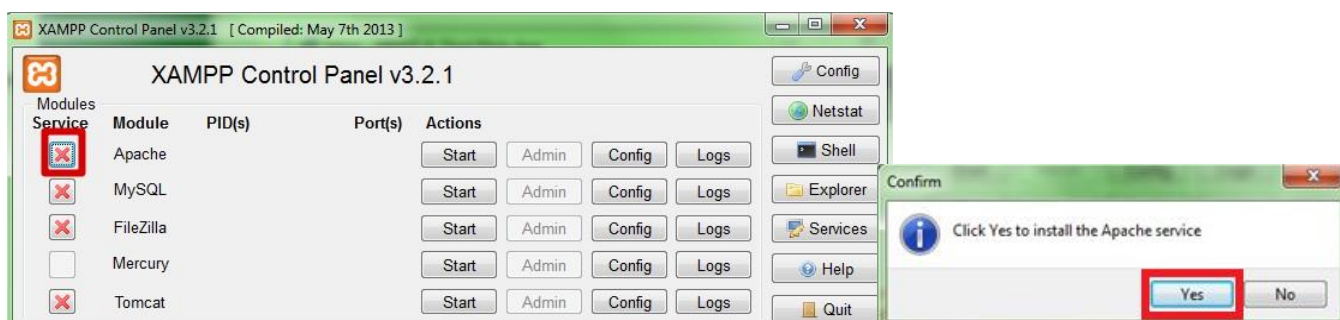 XAMPP Control Panel v3.2.1 [ Compiled: May 7th 2013 ]
XAMPP Control Panel v3.2.1
Config
Modules
Service Module PID(s) Port(s) Actions
Netstat
Apache Start Admin Config Logs
Shell
MySQL Start Admin Config Logs
Explorer
FileZilla Start Admin Config Logs
Services
Mercury Start Admin Config Logs
Help
Tomcat Start Admin Config Logs
Quit
Confirm
Click Yes to install the Apache service
Yes No